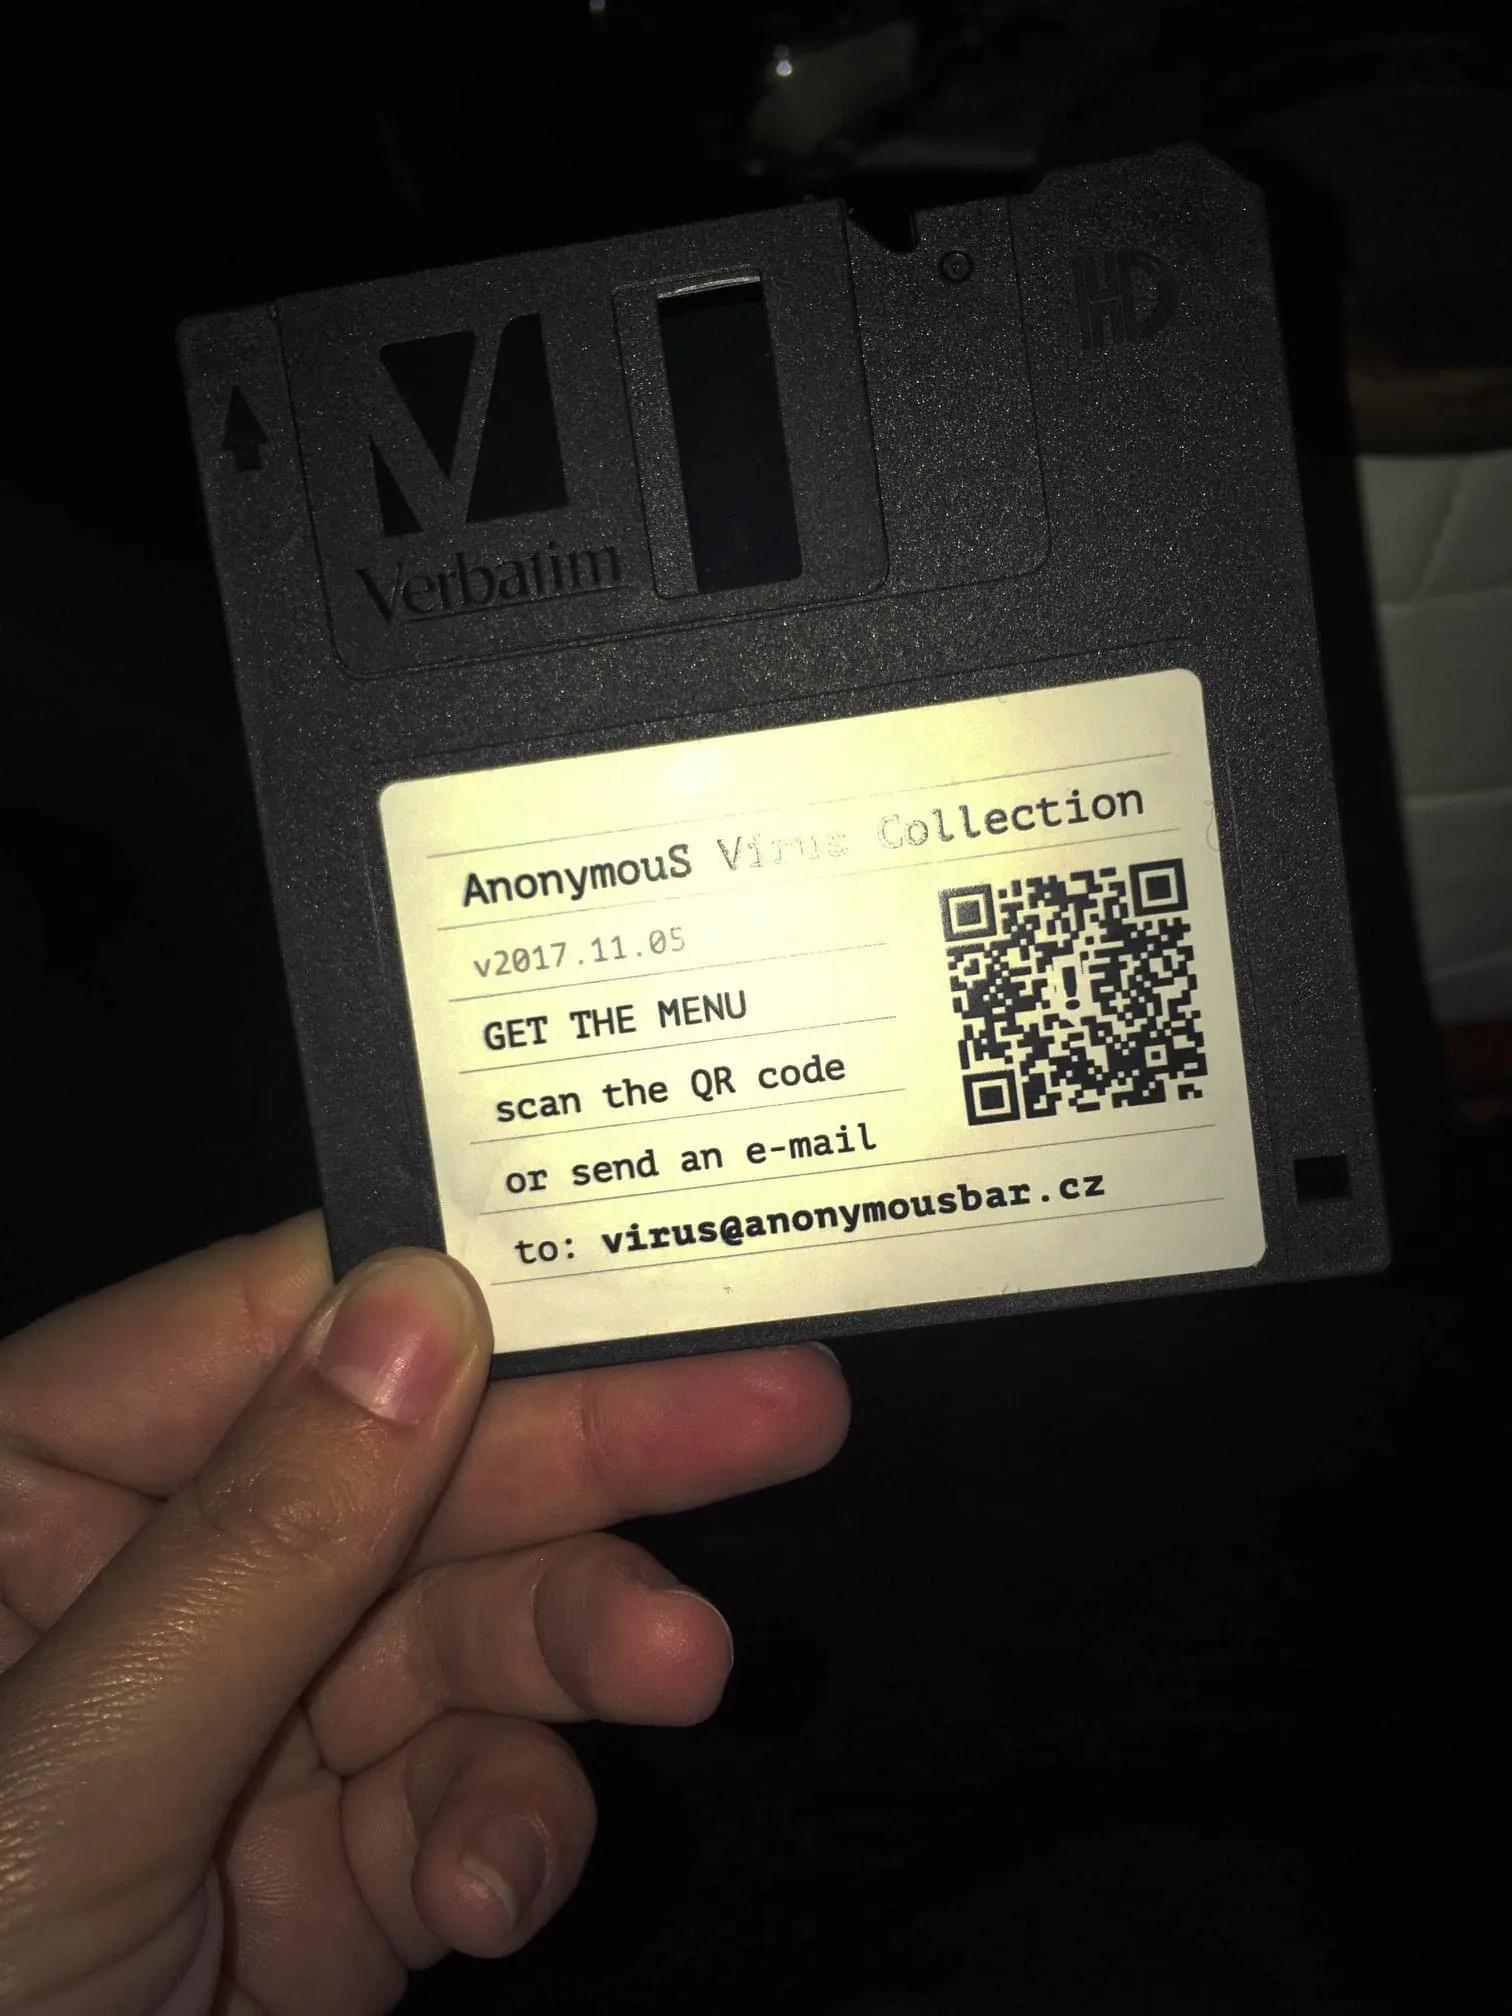 HD
Verbatim
AnonymouS Virus Collection
v2017.11.05
GET THE MENU
scan the QR code
or send an e-mail
to: virus@anonymousbar.cz